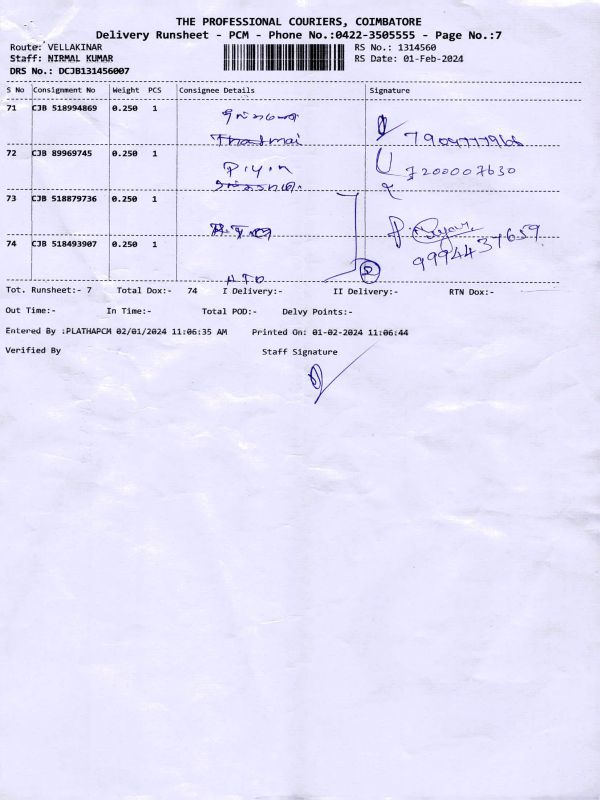 THE PROFESSIONAL COURIERS, COIMBATORE
Delivery Runsheet - PCM - Phone No.:0422-3505555 - Page No.:7
Route: VELLAKINAR RS No.: 1314560
Staff: NIRMAL KUMAR RS Date: 01-Feb-2024
DRS No.: DCJB131456007
S No Consignment No Weight PCS Consignee Details Signature
71 CJB 518994869 0.250 1
72 CJB 89969745 0.250 1
7200007630
73 CJB 518879736 0.250 1
9994437659
74 CJB 518493907 0.250 1
2
Tot. Runsheet:- 7 Total Dox:- 74 I Delivery:- II Delivery:- RTN Dox:-
Out Time:- In Time:- Total POD:- Delvy Points:-
Entered By :PLATHAPCM 02/01/2024 11:06:35 AM Printed On: 01-02-2024 11:06:44
Verified By Staff Signature